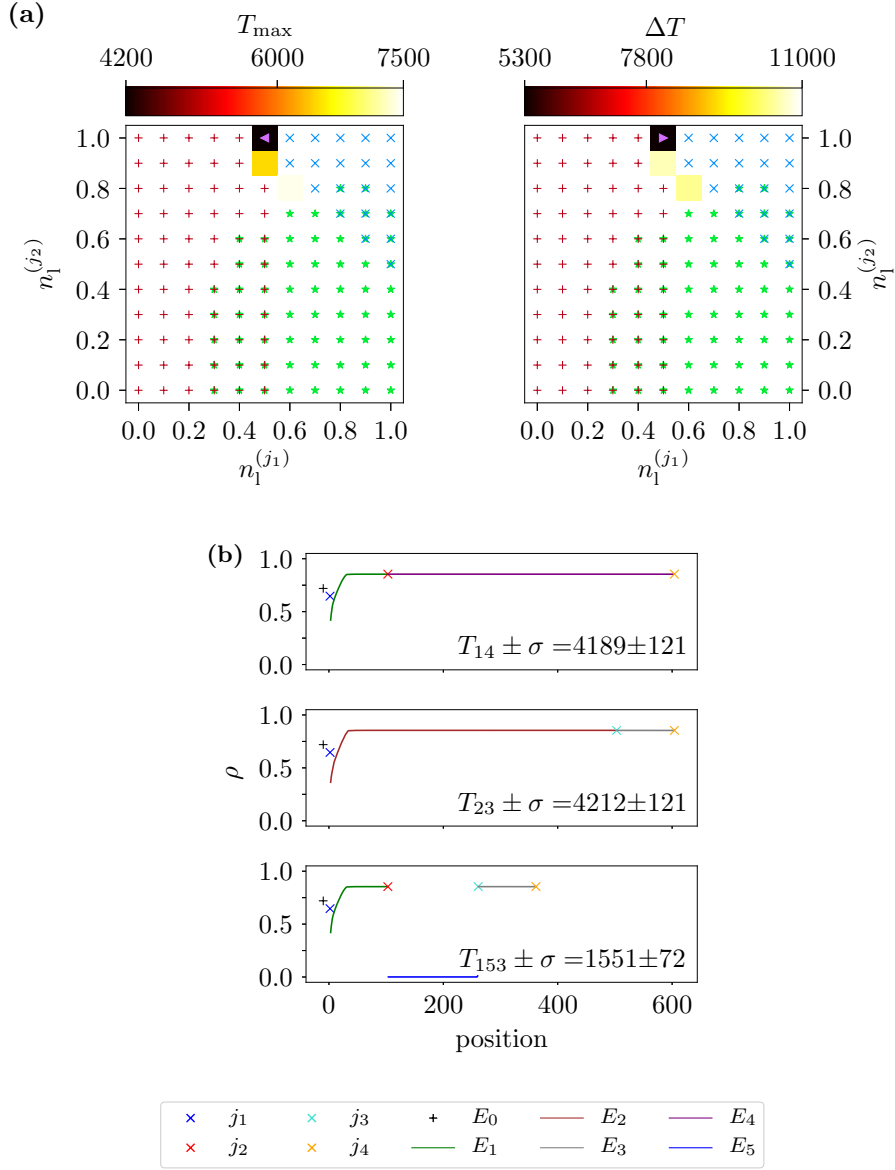 (a)
T_max
ΔT
4200 6000 7500
5300 7800 11000
1.0
0.8
0.6
0.4
0.2
0.0
n_l^(j_2)
1.0
0.8
0.6
0.4
0.2
0.0
n_l^(j_2)
0.0 0.2 0.4 0.6 0.8 1.0
n_l^(j_1)
0.0 0.2 0.4 0.6 0.8 1.0
n_l^(j_1)
(b)
1.0
0.5
0.0
T_14 ± σ =4189±121
1.0
0.5
0.0
ρ
T_23 ± σ =4212±121
1.0
0.5
0.0
T_153 ± σ =1551±72
0 200 400 600
position
j_1 j_3 E_0 E_2 E_4
j_2 j_4 E_1 E_3 E_5